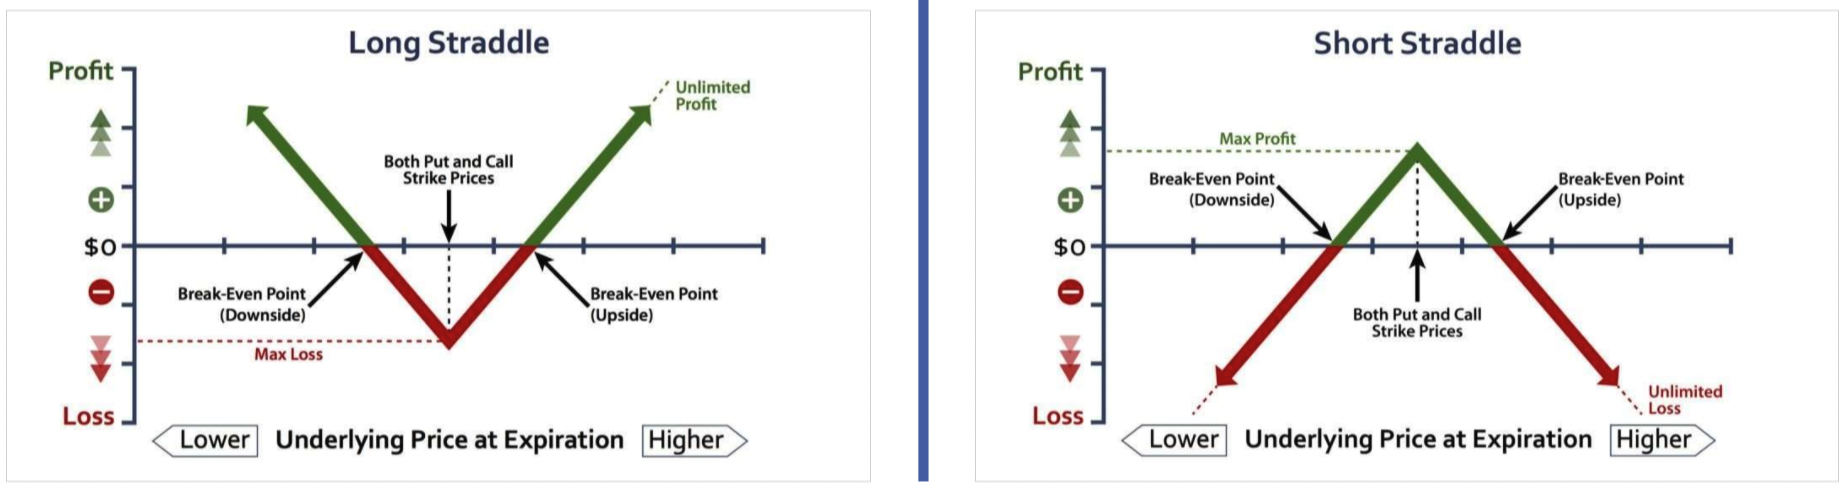 Long Straddle
Profit
Unlimited
Profit
Both Put and Call
Strike Prices
$0
Break-Even Point
(Downside)
Break-Even Point
(Upside)
Max Loss
Loss
Lower
Underlying Price at Expiration
Higher
Short Straddle
Profit
Max Profit
Break-Even Point
(Downside)
Break-Even Point
(Upside)
$0
Both Put and Call
Strike Prices
Unlimited
Loss
Loss
Lower
Underlying Price at Expiration
Higher